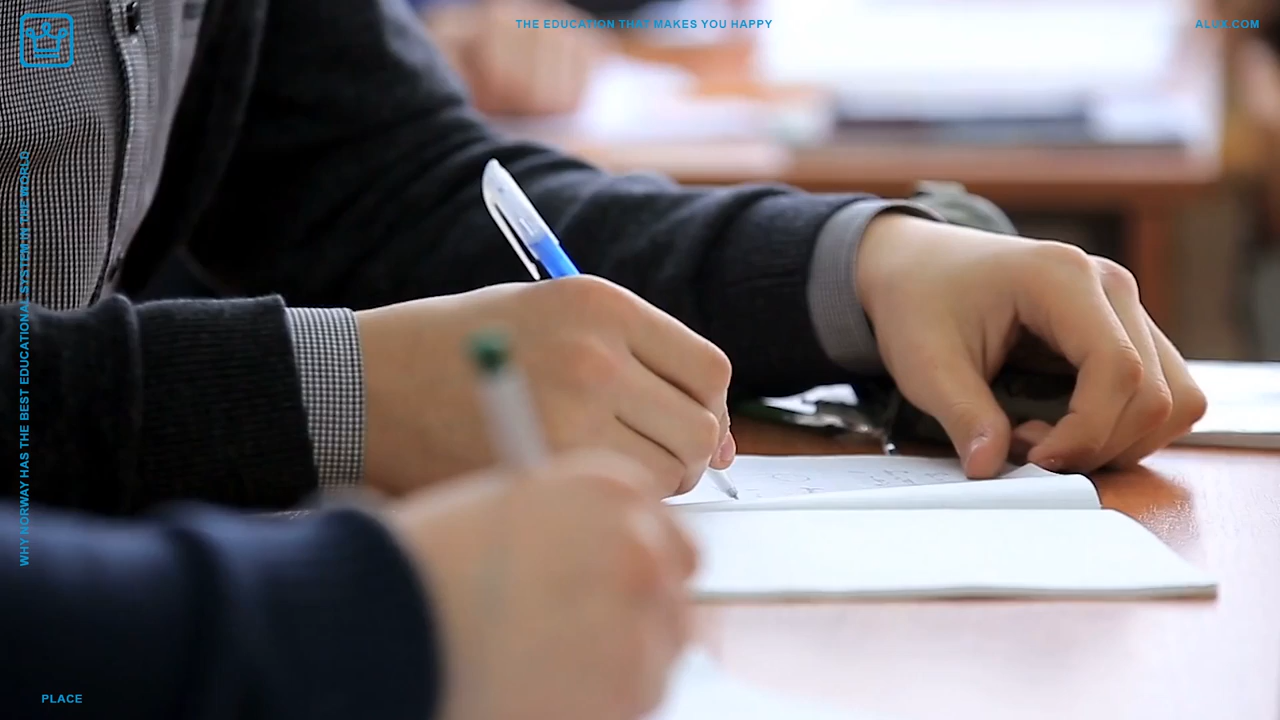 THE EDUCATION THAT MAKES YOU HAPPY
ALUX.COM
WHY NORWAY HAS THE BEST EDUCATIONAL SYSTEM IN THE WORLD
PLACE